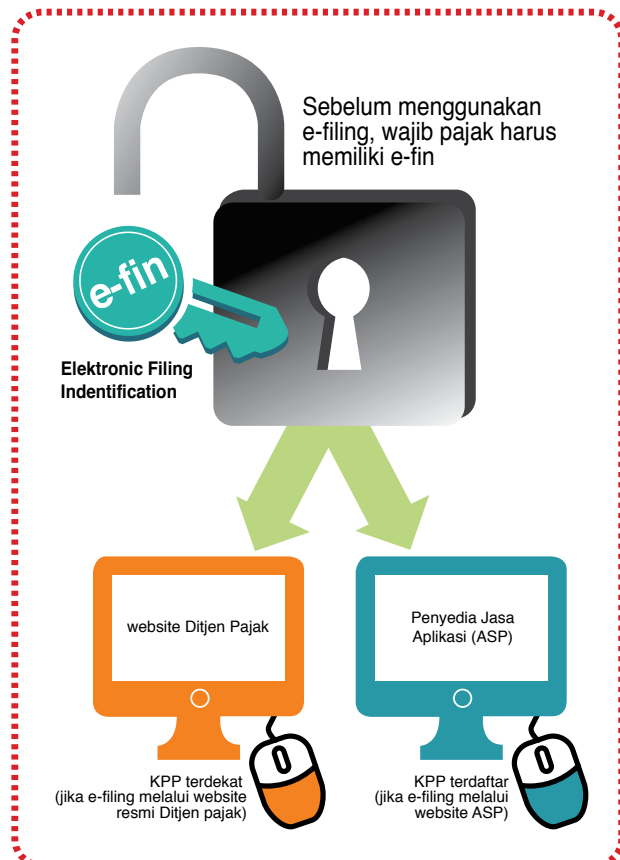 Sebelum menggunakan
e-filing, wajib pajak harus
memiliki e-fin
e-fin
Elektronic Filing
Indentification
website Ditjen Pajak
Penyedia Jasa
Aplikasi (ASP)
KPP terdekat
(jika e-filing melalui website
resmi Ditjen pajak)
KPP terdaftar
(jika e-filing melalui
website ASP)